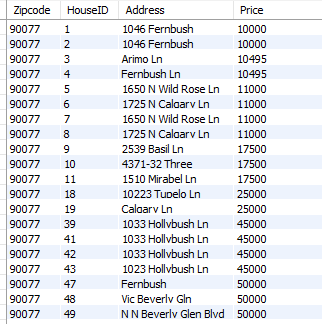 Zipcode HouseID Address Price
90077 1 1046 Fernbush 10000
90077 2 1046 Fernbush 10000
90077 3 Arimo Ln 10495
90077 4 Fernbush Ln 10495
90077 5 1650 N Wild Rose Ln 11000
90077 6 1725 N Calgary Ln 11000
90077 7 1650 N Wild Rose Ln 11000
90077 8 1725 N Calgary Ln 11000
90077 9 2539 Basil Ln 17500
90077 10 4371-32 Three 17500
90077 11 1510 Mirabel Ln 17500
90077 18 10223 Tupelo Ln 25000
90077 19 Calgary Ln 25000
90077 39 1033 Hollybush Ln 45000
90077 41 1033 Hollybush Ln 45000
90077 42 1033 Hollybush Ln 45000
90077 43 1023 Hollybush Ln 45000
90077 47 Fernbush 50000
90077 48 Vic Beverly Gln 50000
90077 49 N N Beverly Glen Blvd 50000